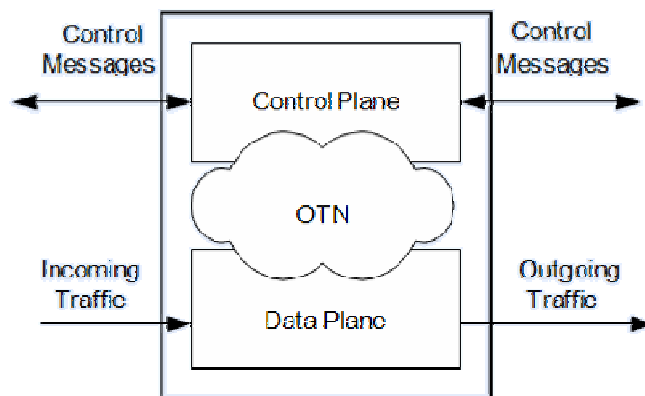 Control
Messages
Control
Messages
Control Plane
OTN
Incoming
Traffic
Outgoing
Traffic
Data Plane